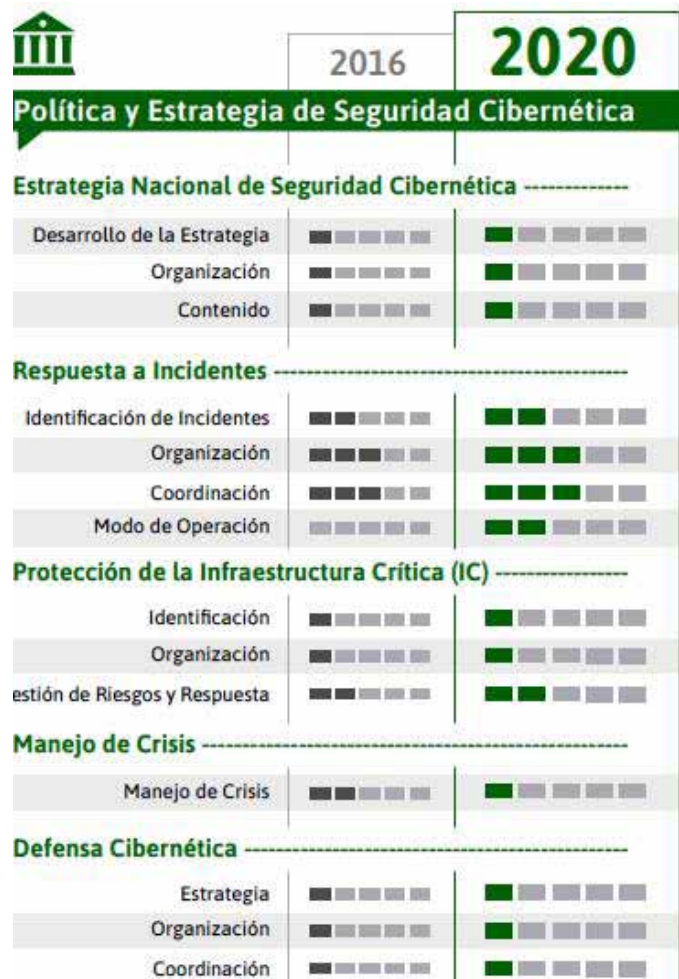 2016
2020
Política y Estrategia de Seguridad Cibernética
Estrategia Nacional de Seguridad Cibernética
Desarrollo de la Estrategia
Organización
Contenido
Respuesta a Incidentes
Identificación de Incidentes
Organización
Coordinación
Modo de Operación
Protección de la Infraestructura Crítica (IC)
Identificación
Organización
estión de Riesgos y Respuesta
Manejo de Crisis
Manejo de Crisis
Defensa Cibernética
Estrategia
Organización
Coordinación